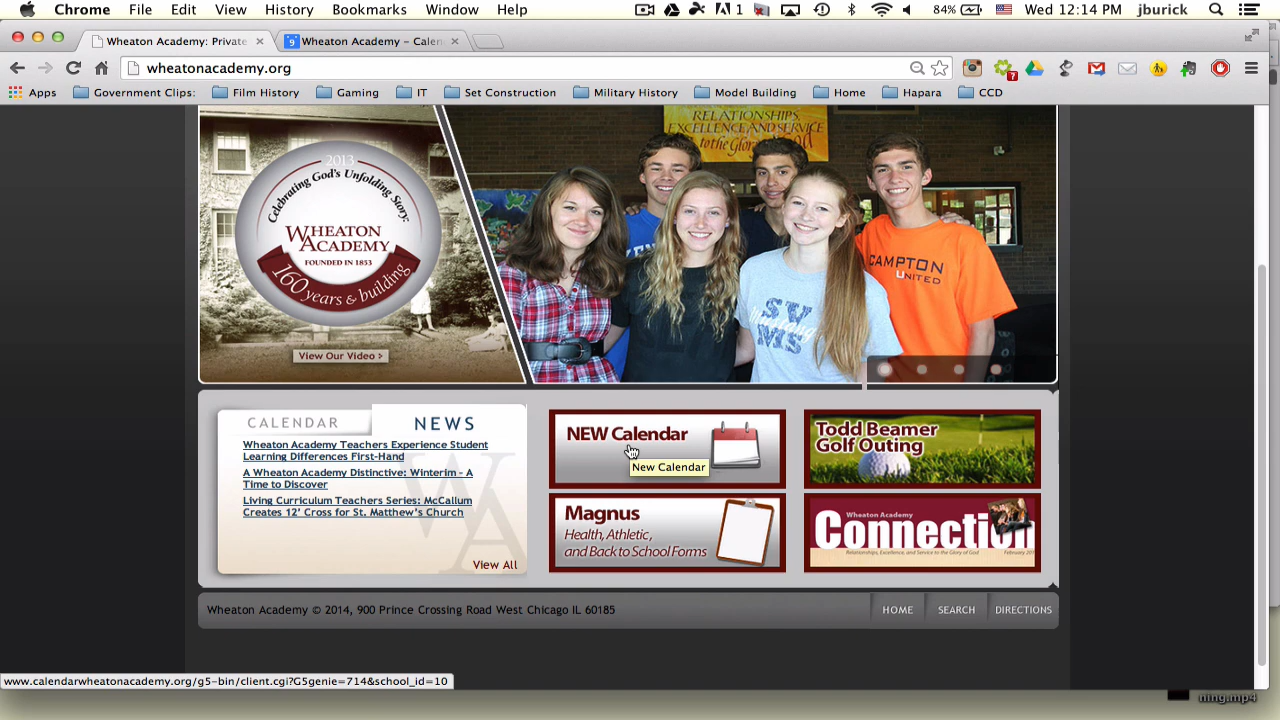 Chrome File Edit View History Bookmarks Window Help 1 84% Wed 12:14 PM jburick
Wheaton Academy: Private Wheaton Academy – Calen
wheatonacademy.org
Apps Government Clips: Film History Gaming IT Set Construction Military History Model Building Home Hapara CCD
RELATIONSHIPS,
EXCELLENCE AND SERVICE
to the Glory of God
2013
Celebrating God's Unfolding Story:
WHEATON
ACADEMY
FOUNDED IN 1853
160 years & building
View Our Video >
CAMPTON
UNITED
SV
MS
CALENDAR NEWS
Wheaton Academy Teachers Experience Student
Learning Differences First-Hand
A Wheaton Academy Distinctive: Winterim - A
Time to Discover
Living Curriculum Teachers Series: McCallum
Creates 12' Cross for St. Matthew's Church
WA
View All
NEW Calendar
New Calendar
Todd Beamer
Golf Outing
Magnus
Health, Athletic,
and Back to School Forms
Wheaton Academy
Connection
Relationships, Excellence, and Service to the Glory of God
Wheaton Academy © 2014, 900 Prince Crossing Road West Chicago IL 60185 HOME SEARCH DIRECTIONS
www.calendarwheatonacademy.org/g5-bin/client.cgi?G5genie=714&school_id=10
ning.mp4